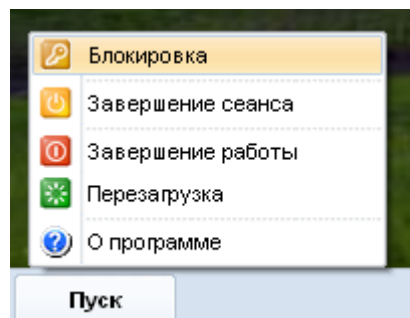 Блокировка
Завершение сеанса
Завершение работы
Перезагрузка
О программе
Пуск